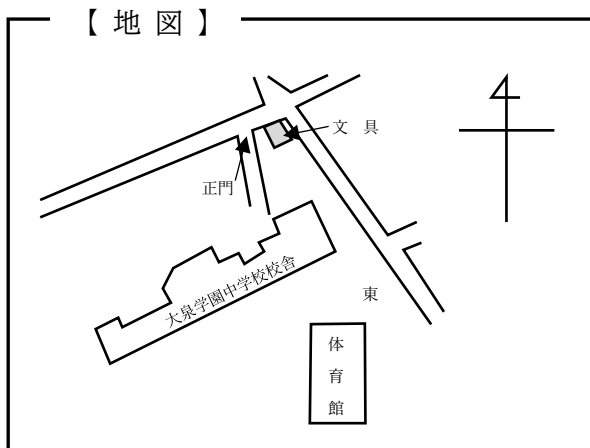 【 地 図 】
文 具
正門
大泉学園中学校校舎
東
体
育
館